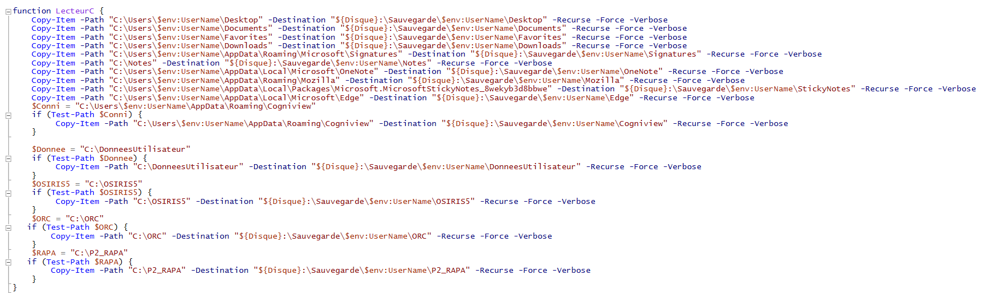 function LecteurC {
    Copy-Item -Path "C:\Users\$env:UserName\Desktop" -Destination "${Disque}:\Sauvegarde\$env:UserName\Desktop" -Recurse -Force -Verbose
    Copy-Item -Path "C:\Users\$env:UserName\Documents" -Destination "${Disque}:\Sauvegarde\$env:UserName\Documents" -Recurse -Force -Verbose
    Copy-Item -Path "C:\Users\$env:UserName\Favorites" -Destination "${Disque}:\Sauvegarde\$env:UserName\Favorites" -Recurse -Force -Verbose
    Copy-Item -Path "C:\Users\$env:UserName\Downloads" -Destination "${Disque}:\Sauvegarde\$env:UserName\Downloads" -Recurse -Force -Verbose
    Copy-Item -Path "C:\Users\$env:UserName\AppData\Roaming\Microsoft\Signatures" -Destination "${Disque}:\Sauvegarde\$env:UserName\Signatures" -Recurse -Force -Verbose
    Copy-Item -Path "C:\Notes" -Destination "${Disque}:\Sauvegarde\$env:UserName\Notes" -Recurse -Force -Verbose
    Copy-Item -Path "C:\Users\$env:UserName\AppData\Local\Microsoft\OneNote" -Destination "${Disque}:\Sauvegarde\$env:UserName\OneNote" -Recurse -Force -Verbose
    Copy-Item -Path "C:\Users\$env:UserName\AppData\Roaming\Mozilla" -Destination "${Disque}:\Sauvegarde\$env:UserName\Mozilla" -Recurse -Force -Verbose
    Copy-Item -Path "C:\Users\$env:UserName\AppData\Local\Packages\Microsoft.MicrosoftStickyNotes_8wekyb3d8bbwe" -Destination "${Disque}:\Sauvegarde\$env:UserName\StickyNotes" -Recurse -Force -Verbose
    Copy-Item -Path "C:\Users\$env:UserName\AppData\Local\Microsoft\Edge" -Destination "${Disque}:\Sauvegarde\$env:UserName\Edge" -Recurse -Force -Verbose
    $Conni = "C:\Users\$env:UserName\AppData\Roaming\Cogniview"
    if (Test-Path $Conni) {
         Copy-Item -Path "C:\Users\$env:UserName\AppData\Roaming\Cogniview" -Destination "${Disque}:\Sauvegarde\$env:UserName\Cogniview" -Recurse -Force -Verbose
    }

    $Donnee = "C:\DonneesUtilisateur"
    if (Test-Path $Donnee) {
         Copy-Item -Path "C:\DonneesUtilisateur" -Destination "${Disque}:\Sauvegarde\$env:UserName\DonneesUtilisateur" -Recurse -Force -Verbose
    }
    $OSIRIS5 = "C:\OSIRIS5"
    if (Test-Path $OSIRIS5) {
         Copy-Item -Path "C:\OSIRIS5" -Destination "${Disque}:\Sauvegarde\$env:UserName\OSIRIS5" -Recurse -Force -Verbose
    }
    $ORC = "C:\ORC"
   if (Test-Path $ORC) {
        Copy-Item -Path "C:\ORC" -Destination "${Disque}:\Sauvegarde\$env:UserName\ORC" -Recurse -Force -Verbose
    }
    $RAPA = "C:\P2_RAPA"
   if (Test-Path $RAPA) {
        Copy-Item -Path "C:\P2_RAPA" -Destination "${Disque}:\Sauvegarde\$env:UserName\P2_RAPA" -Recurse -Force -Verbose
    }
}